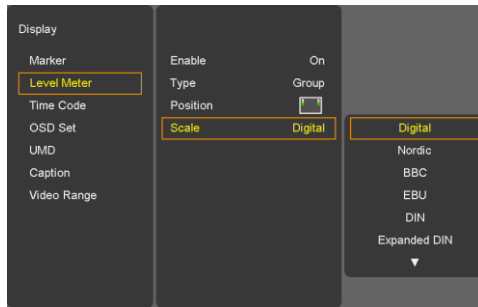 Display
Marker
Level Meter
Time Code
OSD Set
UMD
Caption
Video Range
Enable On
Type Group
Position
Scale Digital
Digital
Nordic
BBC
EBU
DIN
Expanded DIN